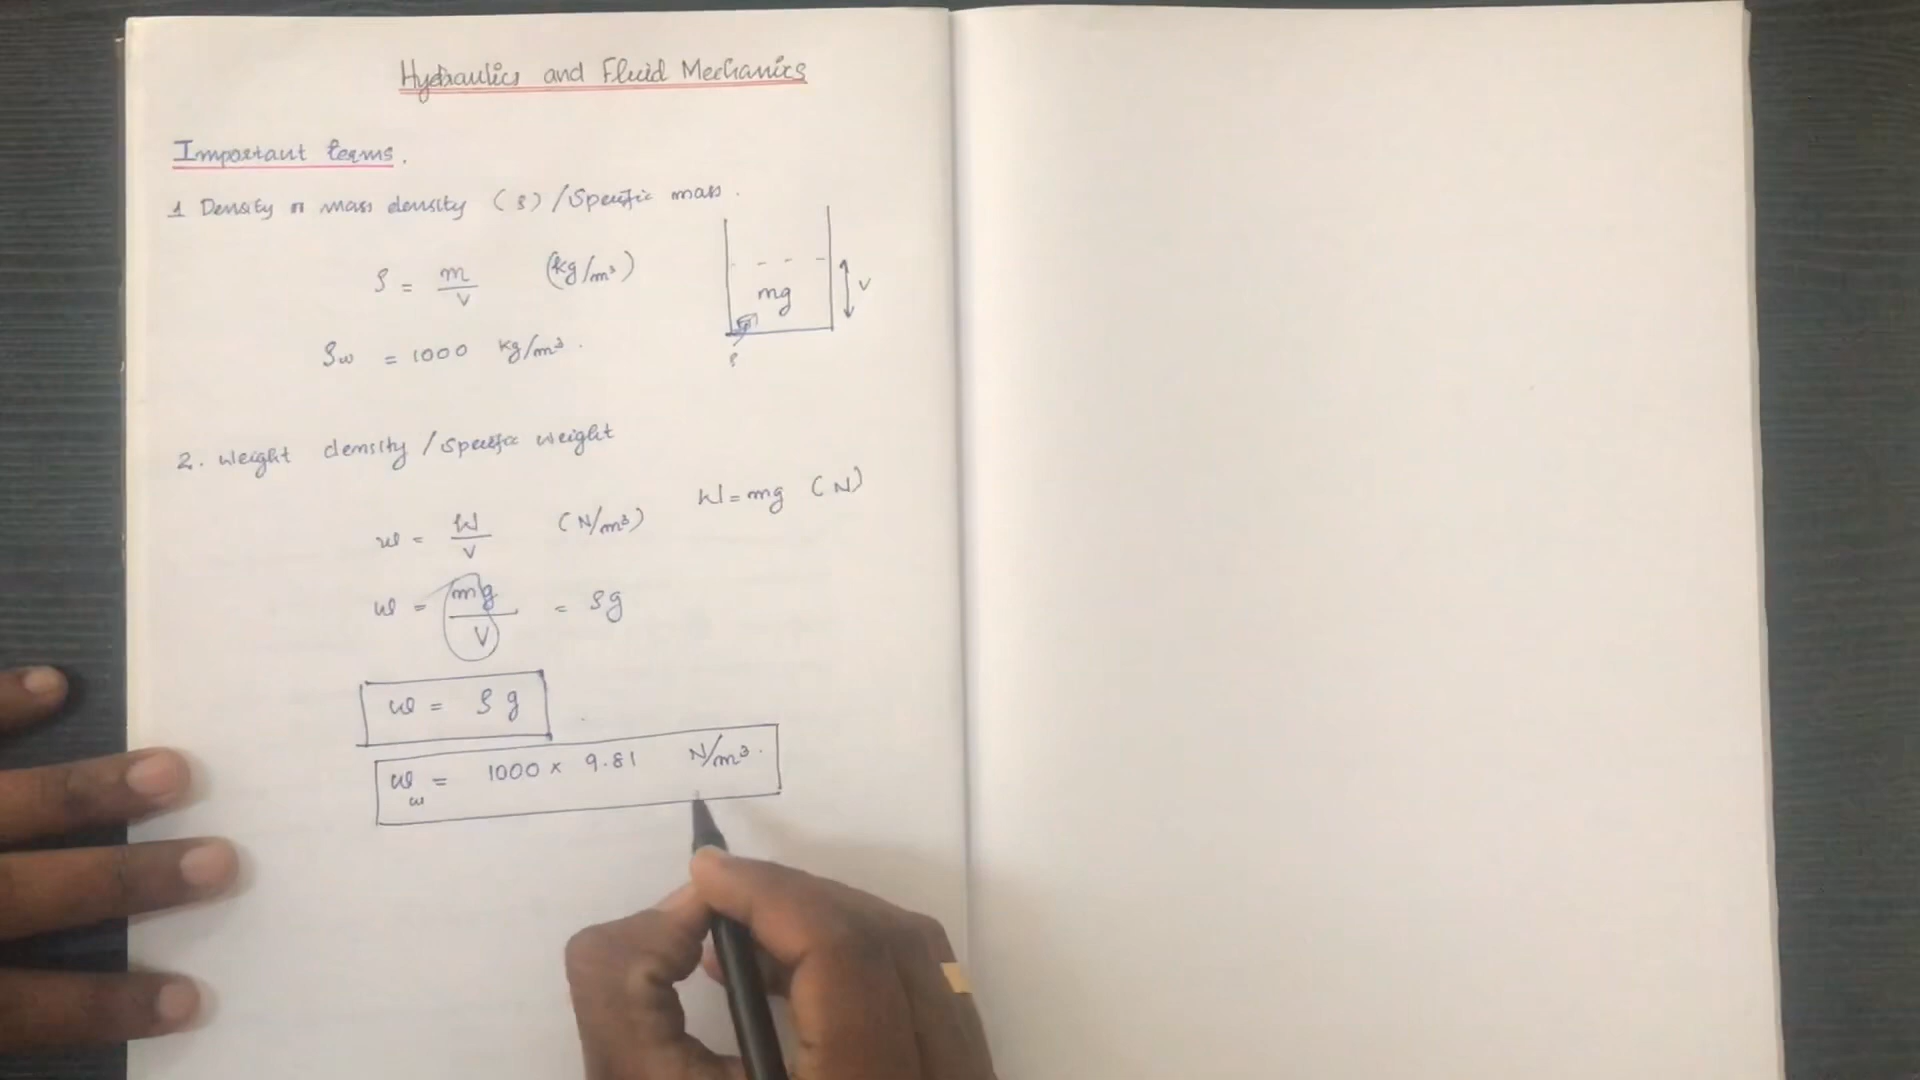 Hydraulics and Fluid Mechanics
Important terms.
1 Density or mass density (ρ) / Specific mass.
ρ = m/V (kg/m³)
mg
V
ρ
ρw = 1000 kg/m³.
2. Weight density / Specific weight
W = mg (N)
w = W/V (N/m³)
w = mg/V = ρg
w = ρg
ww = 1000 × 9.81 N/m³.